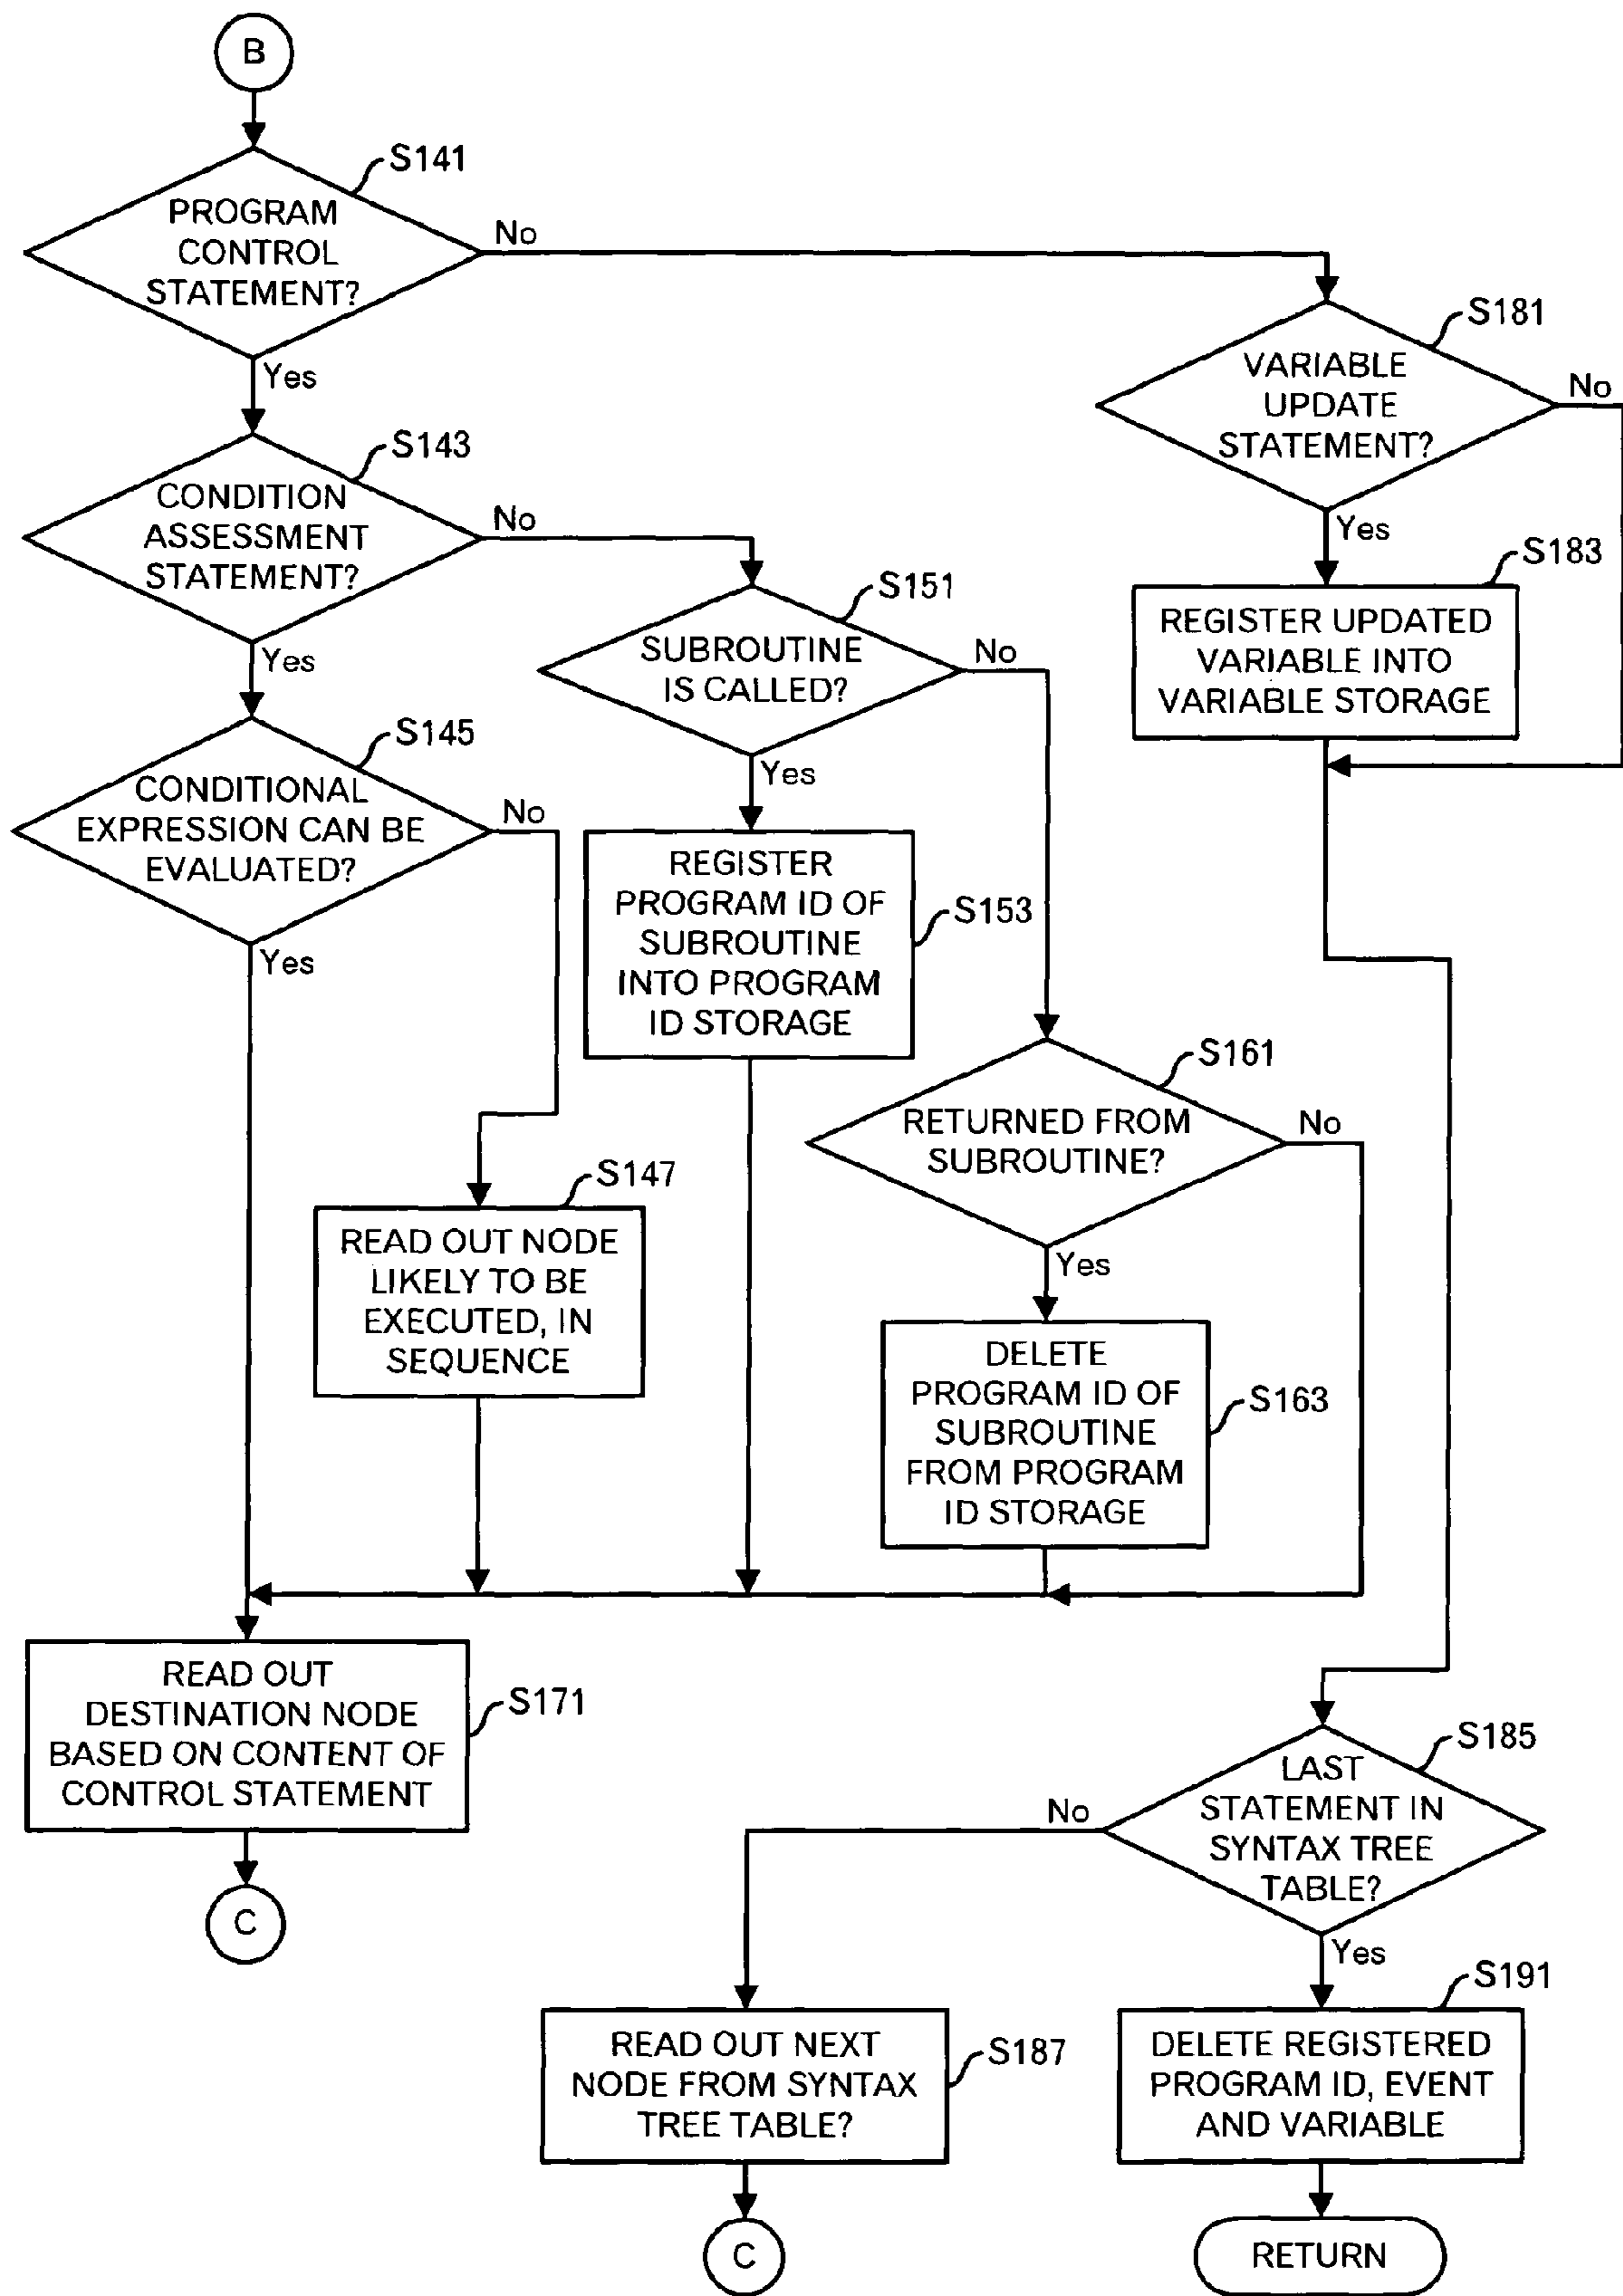 B
S141
PROGRAM
CONTROL
STATEMENT?
No
Yes
S181
VARIABLE
UPDATE
STATEMENT?
No
Yes
S143
CONDITION
ASSESSMENT
STATEMENT?
No
Yes
S183
REGISTER UPDATED
VARIABLE INTO
VARIABLE STORAGE
S151
SUBROUTINE
IS CALLED?
No
Yes
S145
CONDITIONAL
EXPRESSION CAN BE
EVALUATED?
No
Yes
REGISTER
PROGRAM ID OF
SUBROUTINE
INTO PROGRAM
ID STORAGE
S153
S161
RETURNED FROM
SUBROUTINE?
No
Yes
S147
READ OUT NODE
LIKELY TO BE
EXECUTED, IN
SEQUENCE
DELETE
PROGRAM ID OF
SUBROUTINE
FROM PROGRAM
ID STORAGE
S163
READ OUT
DESTINATION NODE
BASED ON CONTENT OF
CONTROL STATEMENT
S171
C
S185
LAST
STATEMENT IN
SYNTAX TREE
TABLE?
No
Yes
READ OUT NEXT
NODE FROM SYNTAX
TREE TABLE?
S187
C
S191
DELETE REGISTERED
PROGRAM ID, EVENT
AND VARIABLE
RETURN